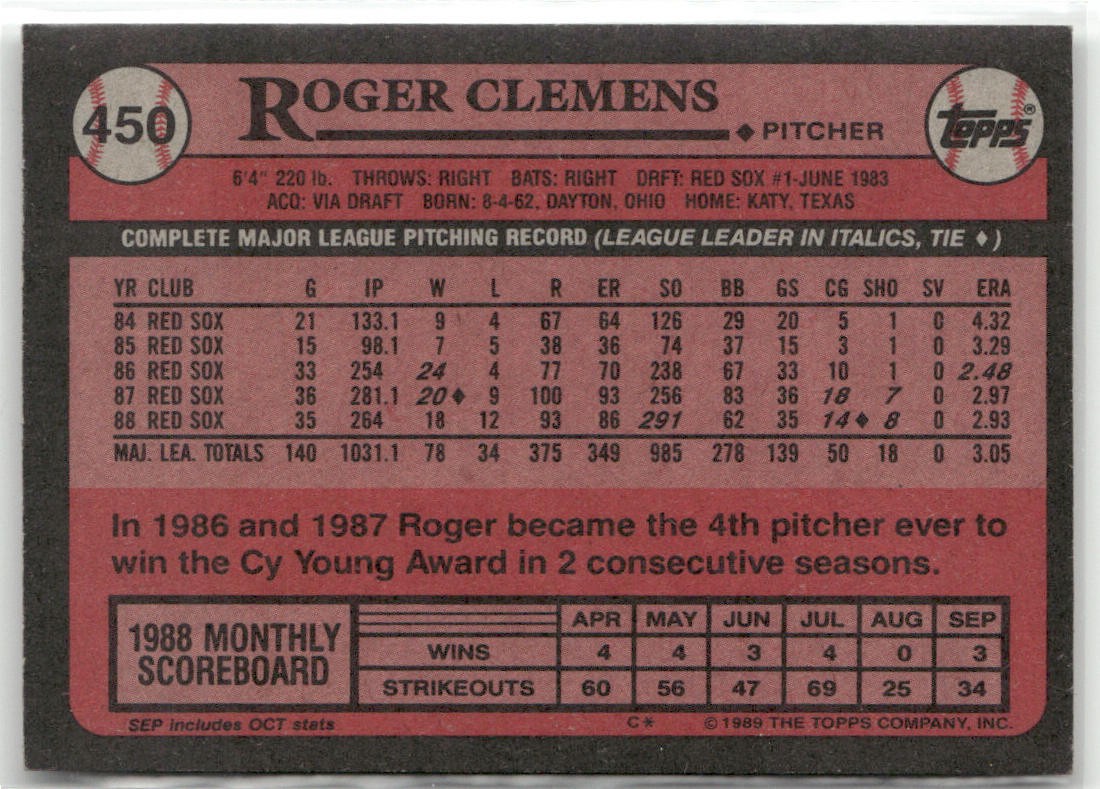 450 ROGER CLEMENS topps®
♦ PITCHER
6'4" 220 lb. THROWS: RIGHT BATS: RIGHT DRFT: RED SOX #1-JUNE 1983
ACQ: VIA DRAFT BORN: 8-4-62, DAYTON, OHIO HOME: KATY, TEXAS
COMPLETE MAJOR LEAGUE PITCHING RECORD (LEAGUE LEADER IN ITALICS, TIE ♦)
YR CLUB G IP W L R ER SO BB GS CG SHO SV ERA
84 RED SOX 21 133.1 9 4 67 64 126 29 20 5 1 0 4.32
85 RED SOX 15 98.1 7 5 38 36 74 37 15 3 1 0 3.29
86 RED SOX 33 254 24 4 77 70 238 67 33 10 1 0 2.48
87 RED SOX 36 281.1 20♦ 9 100 93 256 83 36 18 7 0 2.97
88 RED SOX 35 264 18 12 93 86 291 62 35 14♦ 8 0 2.93
MAJ. LEA. TOTALS 140 1031.1 78 34 375 349 985 278 139 50 18 0 3.05
In 1986 and 1987 Roger became the 4th pitcher ever to
win the Cy Young Award in 2 consecutive seasons.
1988 MONTHLY
SCOREBOARD
APR MAY JUN JUL AUG SEP
WINS 4 4 3 4 0 3
STRIKEOUTS 60 56 47 69 25 34
SEP includes OCT stats C* ©1989 THE TOPPS COMPANY, INC.